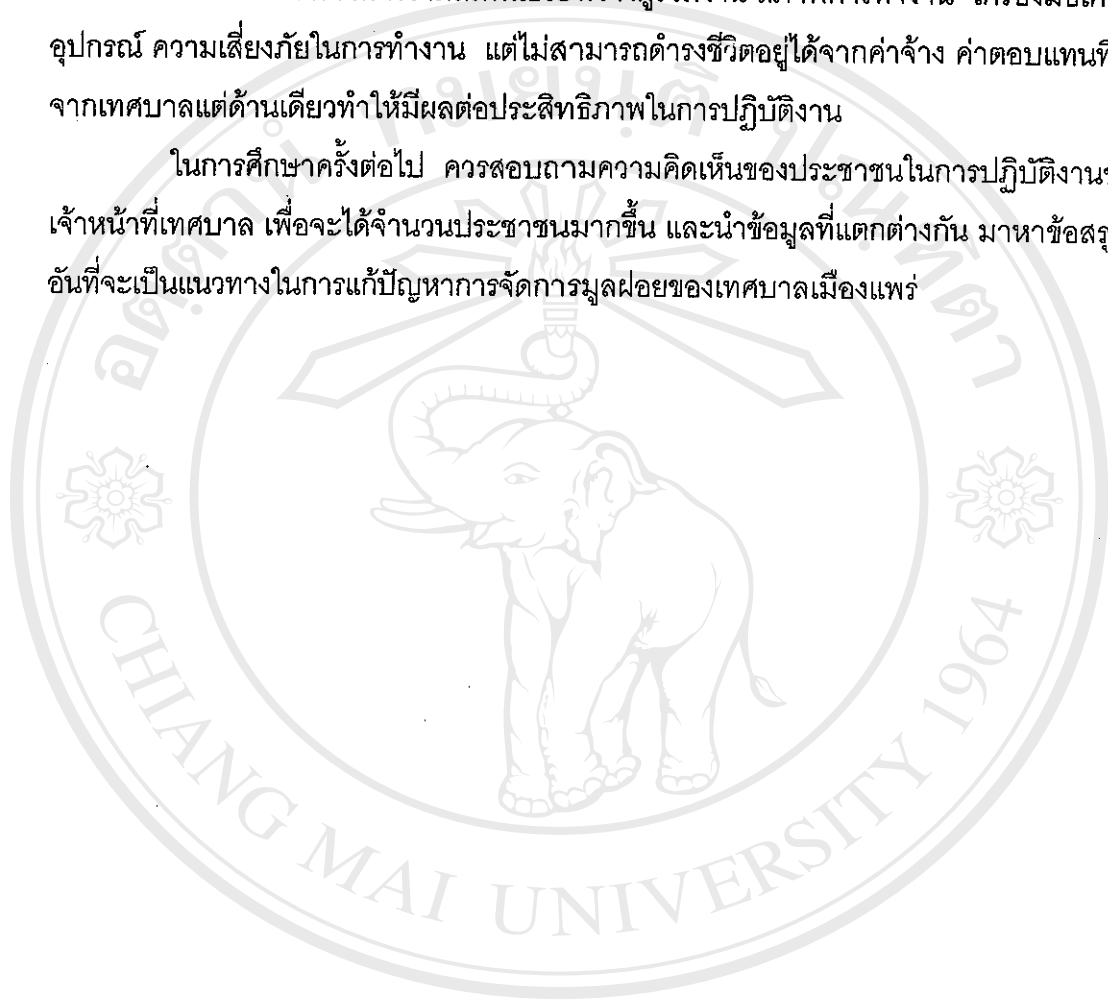 อุปกรณ์ ความเสี่ยงภัยในการทำงาน แต่ไม่สามารถดำรงชีวิตอยู่ได้จากค่าจ้าง ค่าตอบแทนที่
จากเทศบาลแต่ด้านเดียวทำให้มีผลต่อประสิทธิภาพในการปฏิบัติงาน
ในการศึกษาครั้งต่อไป ควรสอบถามความคิดเห็นของประชาชนในการปฏิบัติงาน
เจ้าหน้าที่เทศบาล เพื่อจะได้จำนวนประชาชนมากขึ้น และนำข้อมูลที่แตกต่างกัน มาหาข้อสรุ
อันที่จะเป็นแนวทางในการแก้ปัญหาการจัดการมูลฝอยของเทศบาลเมืองแพร่
CHIANG MAI UNIVERSITY 1964